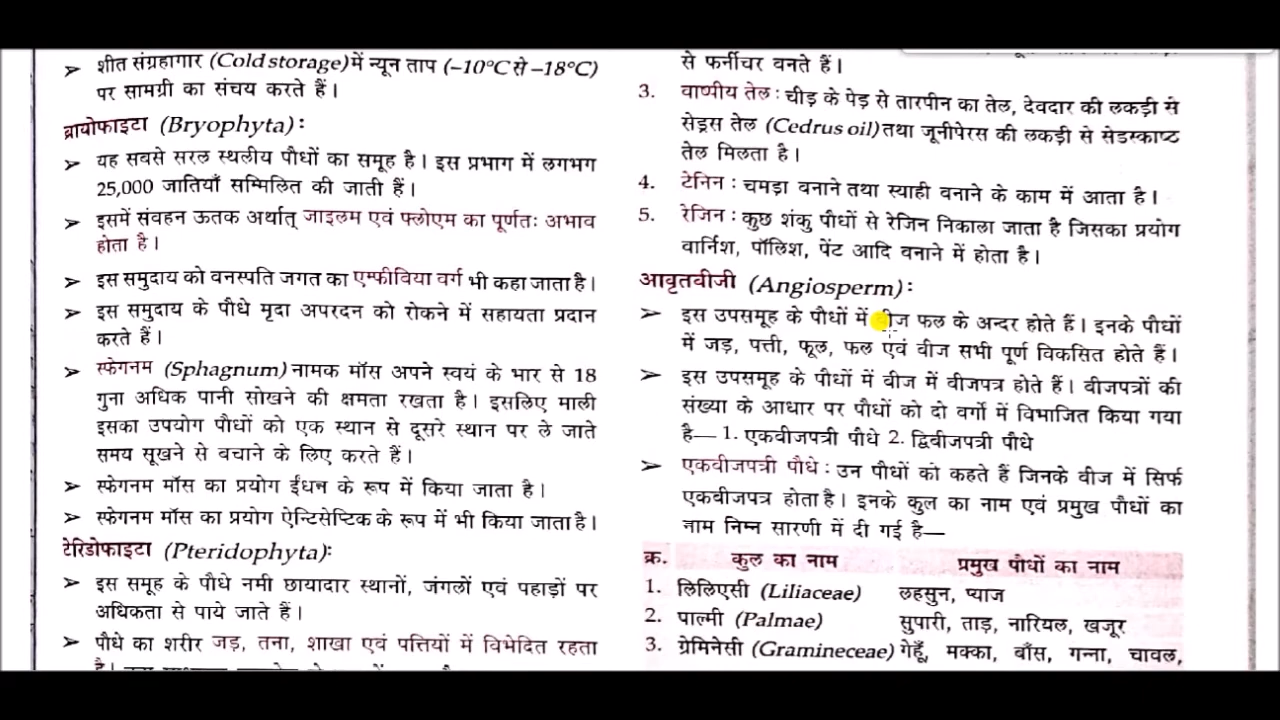 ➢ शीत संग्रहागार (Cold storage) में न्यून ताप (–10°C से –18°C)
पर सामग्री का संचय करते हैं।
ब्रायोफाइटा (Bryophyta) :
➢ यह सबसे सरल स्थलीय पौधों का समूह है। इस प्रभाग में लगभग
25,000 जातियाँ सम्मिलित की जाती हैं।
➢ इसमें संवहन ऊतक अर्थात् जाइलम एवं फ्लोएम का पूर्णतः अभाव
होता है।
➢ इस समुदाय को वनस्पति जगत का एम्फीबिया वर्ग भी कहा जाता है।
➢ इस समुदाय के पौधे मृदा अपरदन को रोकने में सहायता प्रदान
करते हैं।
➢ स्फेगनम (Sphagnum) नामक मॉस अपने स्वयं के भार से 18
गुना अधिक पानी सोखने की क्षमता रखता है। इसलिए माली
इसका उपयोग पौधों को एक स्थान से दूसरे स्थान पर ले जाते
समय सूखने से बचाने के लिए करते हैं।
➢ स्फेगनम मॉस का प्रयोग ईंधन के रूप में किया जाता है।
➢ स्फेगनम मॉस का प्रयोग ऐन्टिसेप्टिक के रूप में भी किया जाता है।
टेरिडोफाइटा (Pteridophyta):
➢ इस समूह के पौधे नमी छायादार स्थानों, जंगलों एवं पहाड़ों पर
अधिकता से पाये जाते हैं।
➢ पौधे का शरीर जड़, तना, शाखा एवं पत्तियों में विभेदित रहता
से फर्नीचर बनते हैं।
3. वाष्पीय तेल : चीड़ के पेड़ से तारपीन का तेल, देवदार की लकड़ी से
सेड्रस तेल (Cedrus oil) तथा जूनीपेरस की लकड़ी से सेडस्काष्ट
तेल मिलता है।
4. टेनिन : चमड़ा बनाने तथा स्याही बनाने के काम में आता है।
5. रेजिन : कुछ शंकु पौधों से रेजिन निकाला जाता है जिसका प्रयोग
वार्निश, पॉलिश, पेंट आदि बनाने में होता है।
आवृतबीजी (Angiosperm) :
➢ इस उपसमूह के पौधों में बीज फल के अन्दर होते हैं। इनके पौधों
में जड़, पत्ती, फूल, फल एवं बीज सभी पूर्ण विकसित होते हैं।
➢ इस उपसमूह के पौधों में बीज में बीजपत्र होते हैं। बीजपत्रों की
संख्या के आधार पर पौधों को दो वर्गो में विभाजित किया गया
है— 1. एकबीजपत्री पौधे 2. द्विबीजपत्री पौधे
➢ एकबीजपत्री पौधे : उन पौधों को कहते हैं जिनके बीज में सिर्फ
एकबीजपत्र होता है। इनके कुल का नाम एवं प्रमुख पौधों का
नाम निम्न सारणी में दी गई है—
क्र. कुल का नाम प्रमुख पौधों का नाम
1. लिलिएसी (Liliaceae) लहसुन, प्याज
2. पाल्मी (Palmae) सुपारी, ताड़, नारियल, खजूर
3. ग्रेमिनेसी (Gramineceae) गेहूँ, मक्का, बाँस, गन्ना, चावल,